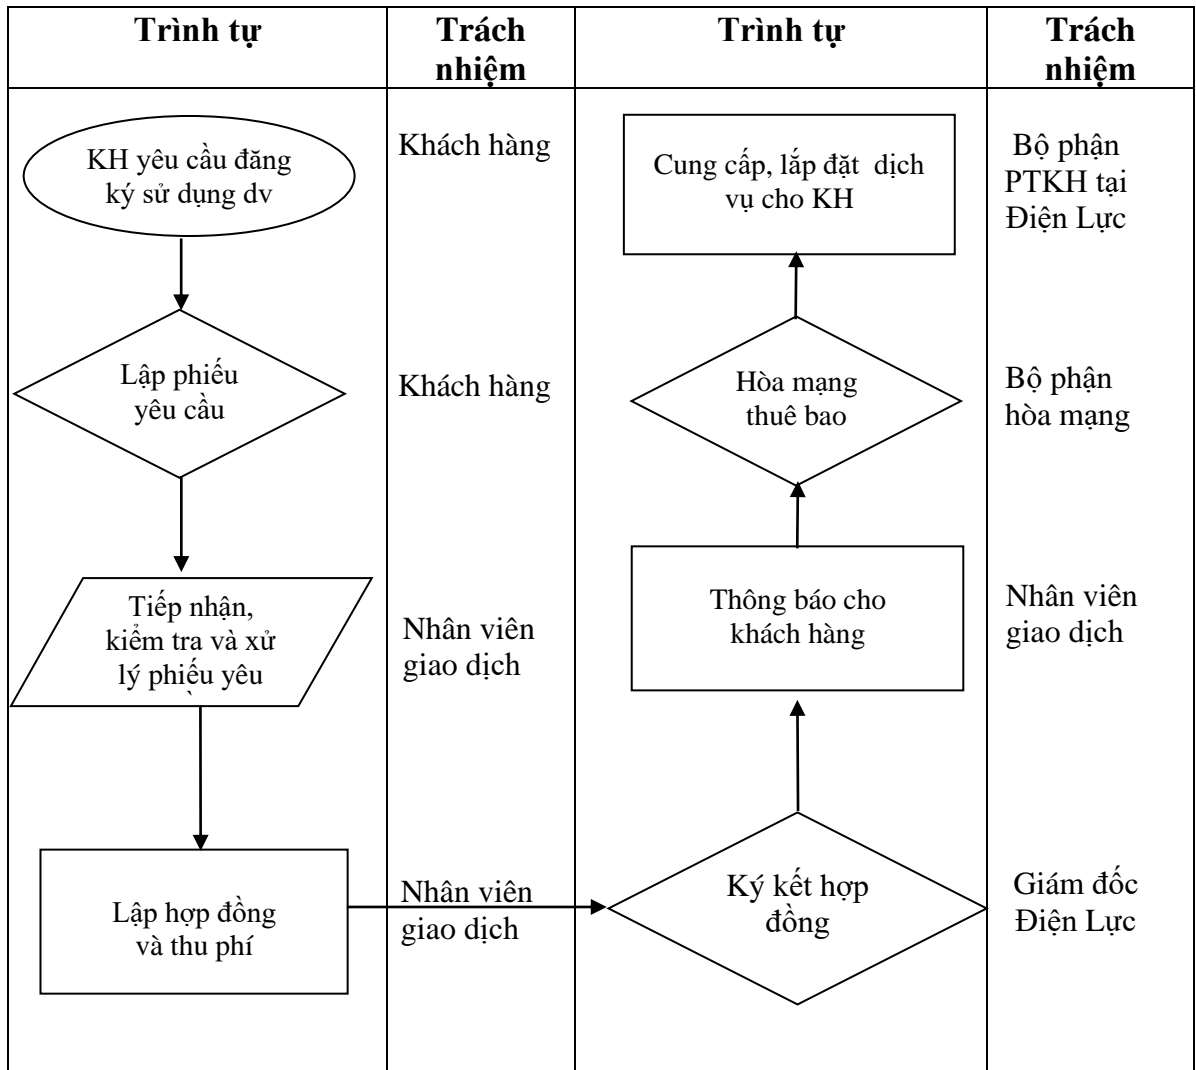 Trình tự
Trách
nhiệm
Trình tự
Trách
nhiệm
KH yêu cầu đăng
ký sử dụng dv
Khách hàng
Lập phiếu
yêu cầu
Khách hàng
Tiếp nhận,
kiểm tra và xử
lý phiếu yêu
Nhân viên
giao dịch
Lập hợp đồng
và thu phí
Nhân viên
giao dịch
Ký kết hợp
đồng
Giám đốc
Điện Lực
Thông báo cho
khách hàng
Nhân viên
giao dịch
Hòa mạng
thuê bao
Bộ phận
hòa mạng
Cung cấp, lắp đặt dịch
vụ cho KH
Bộ phận
PTKH tại
Điện Lực